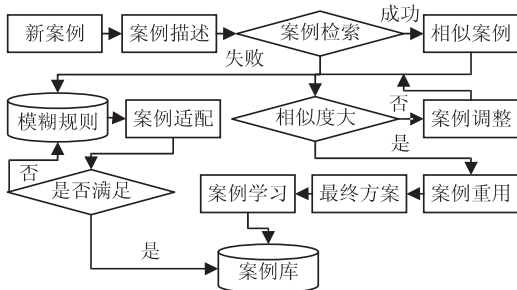 新案例
案例描述
案例检索
成功
相似案例
失败
模糊规则
案例适配
相似度大
否
案例调整
否
是
是否满足
案例学习
最终方案
案例重用
是
案例库